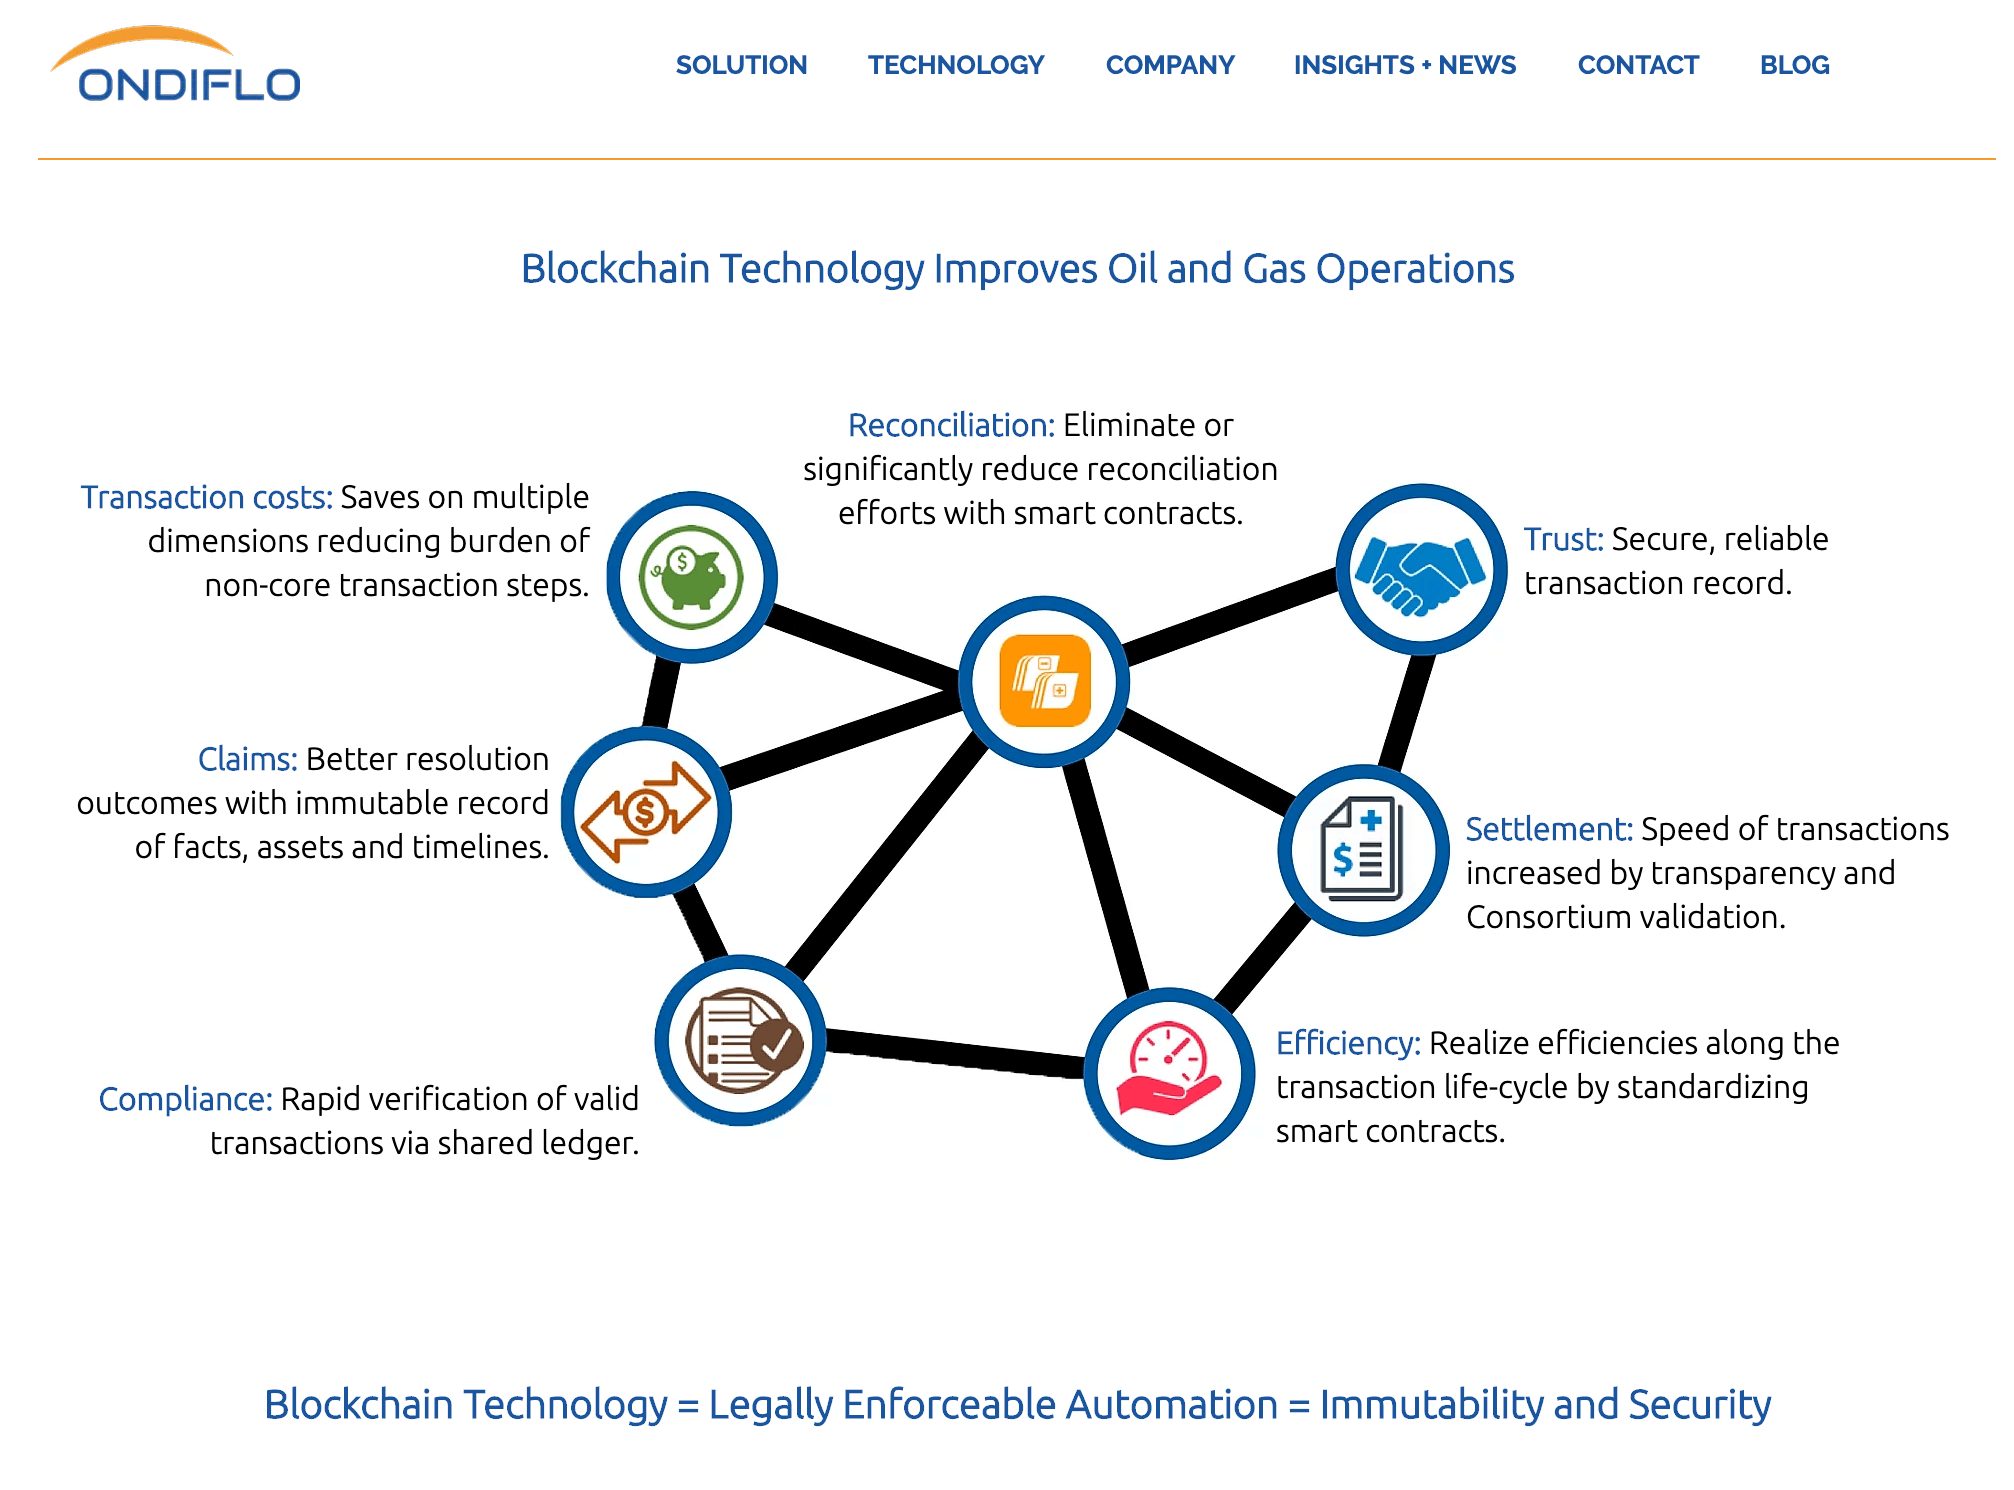 ONDIFLO
SOLUTION TECHNOLOGY COMPANY INSIGHTS + NEWS CONTACT BLOG
Blockchain Technology Improves Oil and Gas Operations
Reconciliation: Eliminate or
significantly reduce reconciliation
efforts with smart contracts.
Transaction costs: Saves on multiple
dimensions reducing burden of
non-core transaction steps.
$
Trust: Secure, reliable
transaction record.
Claims: Better resolution
outcomes with immutable record
of facts, assets and timelines.
$
$
Settlement: Speed of transactions
increased by transparency and
Consortium validation.
Compliance: Rapid verification of valid
transactions via shared ledger.
Efficiency: Realize efficiencies along the
transaction life-cycle by standardizing
smart contracts.
Blockchain Technology = Legally Enforceable Automation = Immutability and Security